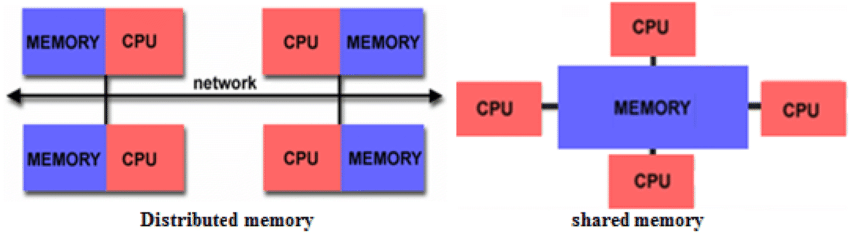 MEMORY CPU CPU MEMORY
network
MEMORY CPU CPU MEMORY
Distributed memory
CPU
CPU MEMORY CPU
CPU
shared memory